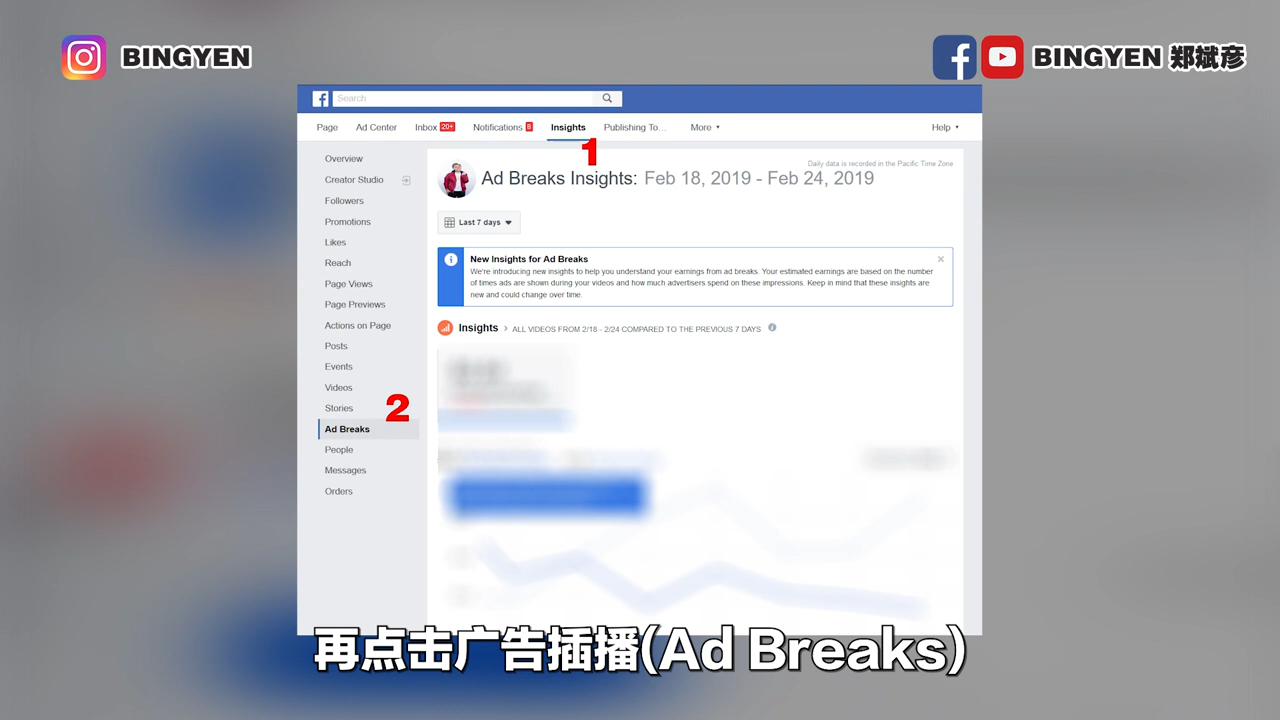 BINGYEN
BINGYEN 郑斌彦
Search
Page Ad Center Inbox 20+ Notifications 8 Insights Publishing To... More Help
1
Overview
Creator Studio
Followers
Promotions
Likes
Reach
Page Views
Page Previews
Actions on Page
Posts
Events
Videos
Stories
2
Ad Breaks
People
Messages
Orders
Daily data is recorded in the Pacific Time Zone
Ad Breaks Insights: Feb 18, 2019 - Feb 24, 2019
Last 7 days
New Insights for Ad Breaks
We're introducing new insights to help you understand your earnings from ad breaks. Your estimated earnings are based on the number
of times ads are shown during your videos and how much advertisers spend on these impressions. Keep in mind that these insights are
new and could change over time.
Insights > ALL VIDEOS FROM 2/18 - 2/24 COMPARED TO THE PREVIOUS 7 DAYS
再点击广告插播(Ad Breaks)